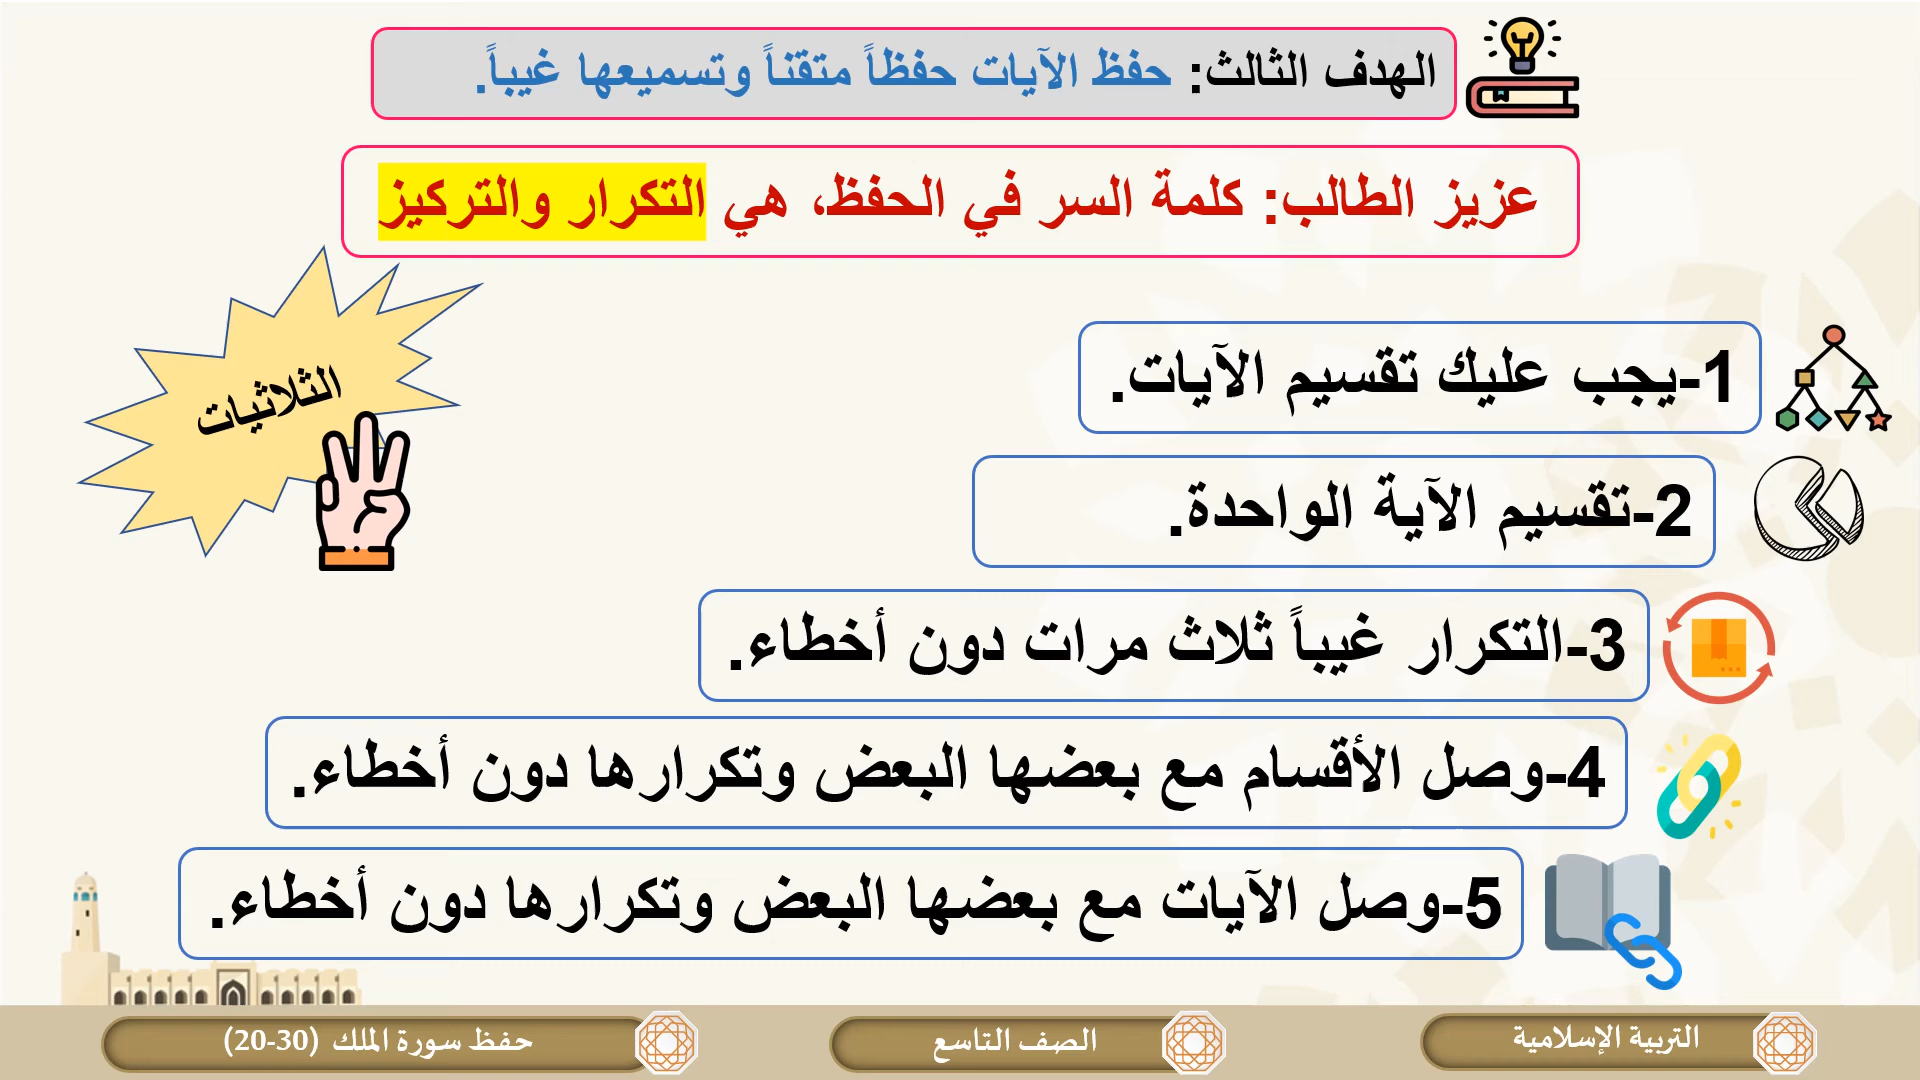 الهدف الثالث: حفظ الآيات حفظاً متقناً وتسميعها غيباً.
عزيز الطالب: كلمة السر في الحفظ، هي التكرار والتركيز
الثلاثيات
1-يجب عليك تقسيم الآيات.
2-تقسيم الآية الواحدة.
3-التكرار غيباً ثلاث مرات دون أخطاء.
4-وصل الأقسام مع بعضها البعض وتكرارها دون أخطاء.
5-وصل الآيات مع بعضها البعض وتكرارها دون أخطاء.
التربية الإسلامية
الصف التاسع
حفظ سورة الملك (30-20)